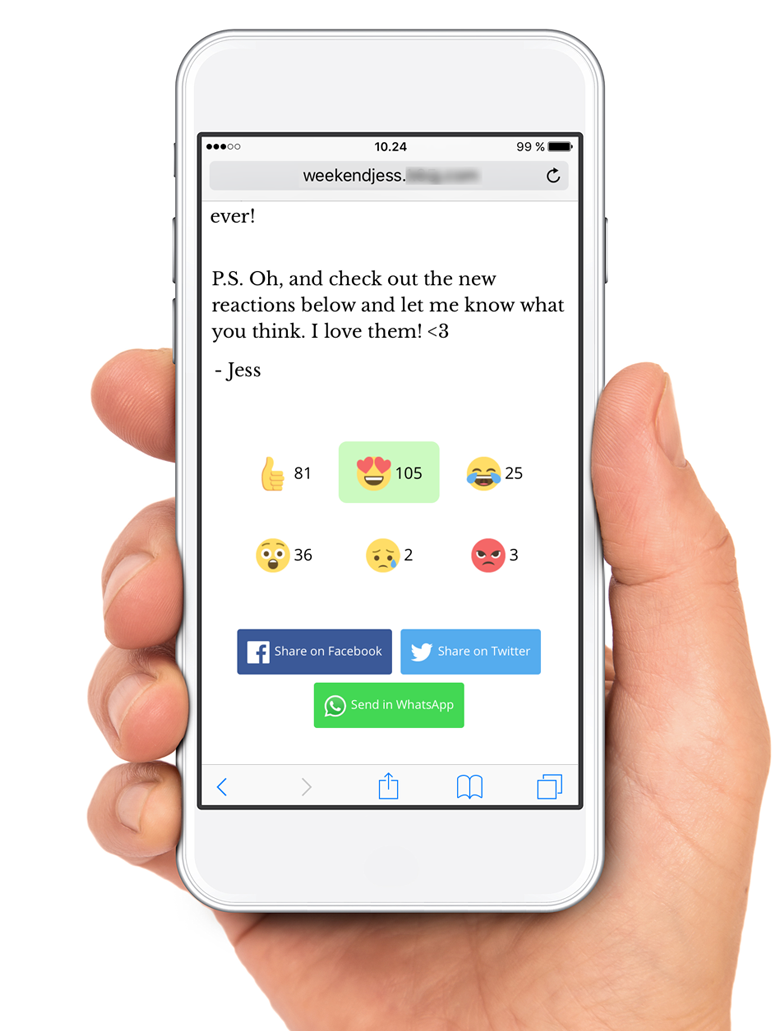 10.24
99 %
weekendjess.
ever!
P.S. Oh, and check out the new
reactions below and let me know what
you think. I love them! <3
- Jess
81
105
25
36
2
3
Share on Facebook
Share on Twitter
Send in WhatsApp